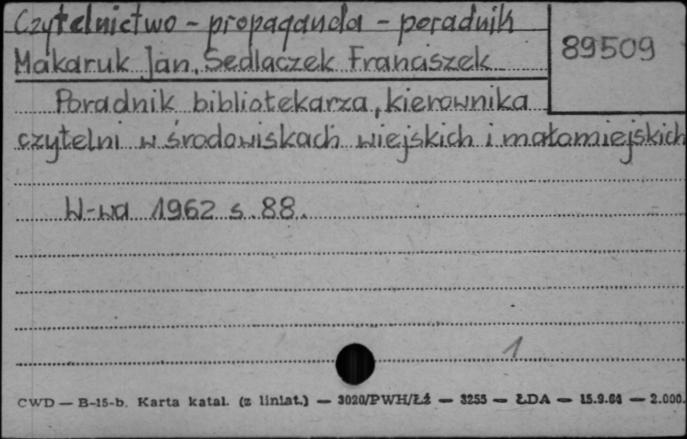 Czytelnictwo - propaganda - poradnik
89509
Makaruk Jan, Sedlaczek Franciszek
Poradnik bibliotekarza, kierownika
czytelni w środowiskach wiejskich i małomiejskich
W-wa 1962 s. 88.
1
CWD — B-15-b. Karta katal. (z liniat.) — 3020/PWH/Łż — 3255 — ŁDA — 15.9.64 — 2.000.